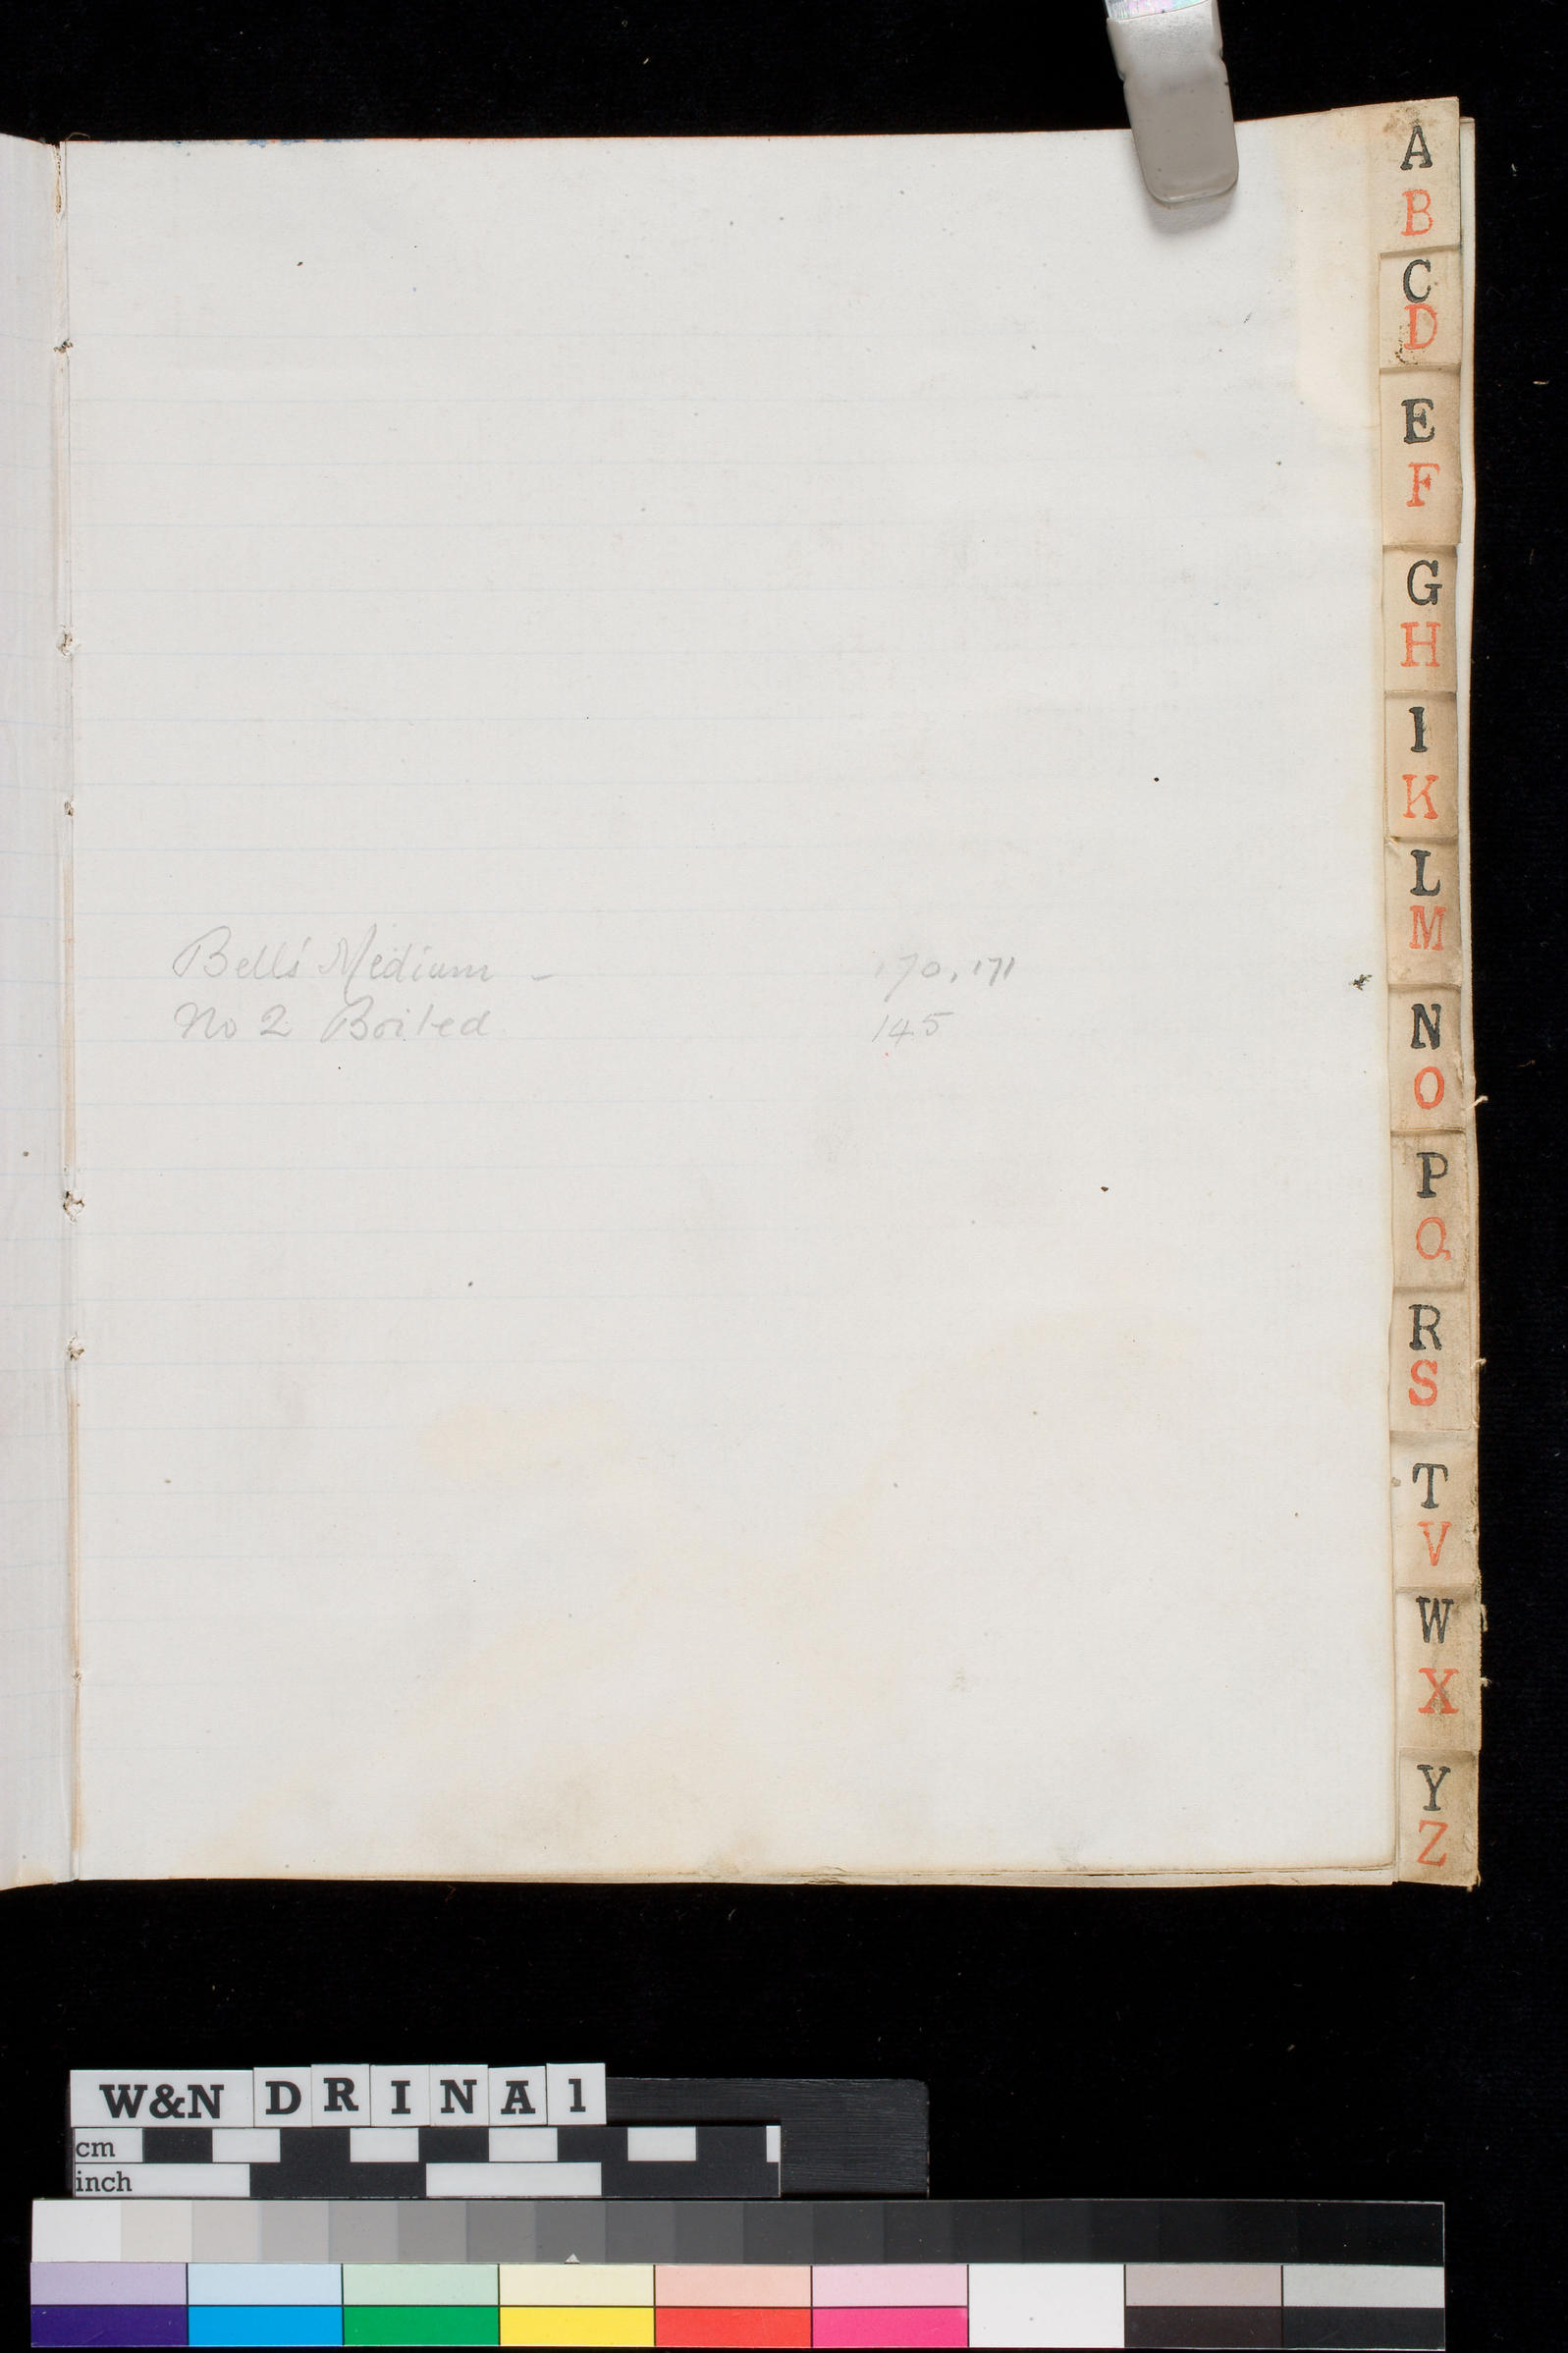 A
B
C
D
E
F
G
H
I
K
L
M
Bell's Medium - 170, 171
No 2 Boiled 145
N
O
P
Q
R
S
T
V
W
X
Y
Z
W&N DRINA1
cm
inch